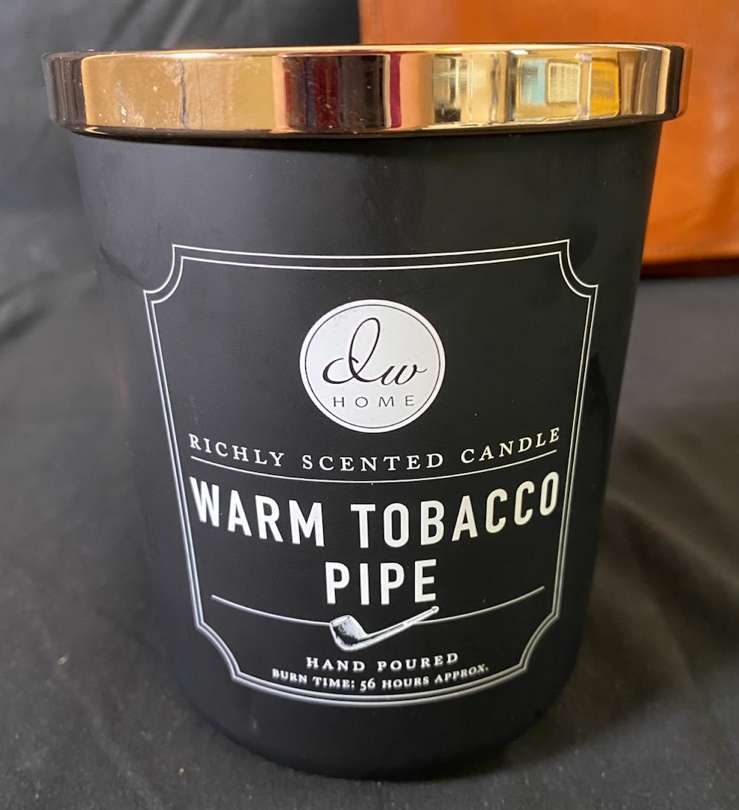 dw
HOME
RICHLY SCENTED CANDLE
WARM TOBACCO
PIPE
HAND POURED
BURN TIME: 56 HOURS APPROX.